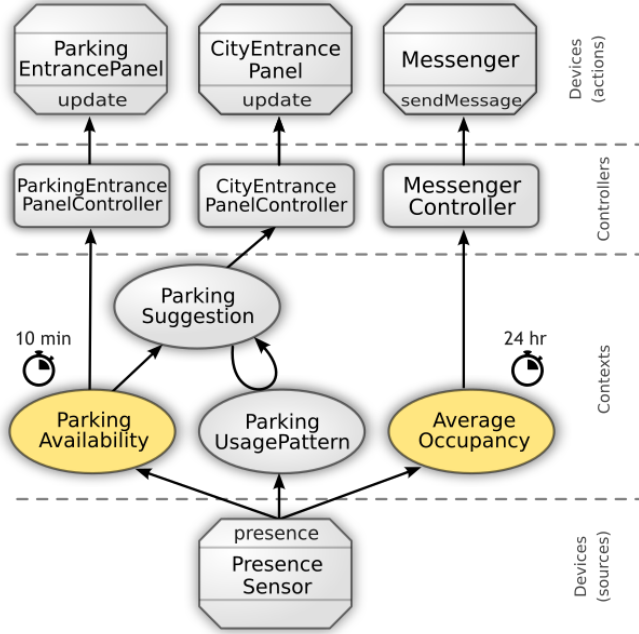 Parking
EntrancePanel
update
CityEntrance
Panel
update
Messenger
sendMessage
Devices
(actions)
ParkingEntrance
PanelController
CityEntrance
PanelController
Messenger
Controller
Controllers
Parking
Suggestion
10 min
24 hr
Contexts
Parking
Availability
Parking
UsagePattern
Average
Occupancy
presence
Presence
Sensor
Devices
(sources)